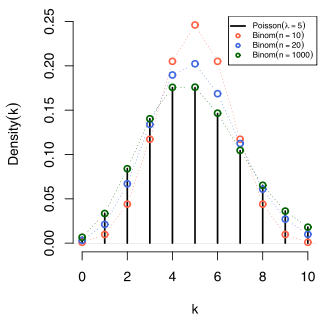 Density(k)
0.25
0.20
0.15
0.10
0.05
0.00
Poisson(λ = 5)
Binom(n = 10)
Binom(n = 20)
Binom(n = 1000)
0 2 4 6 8 10
k